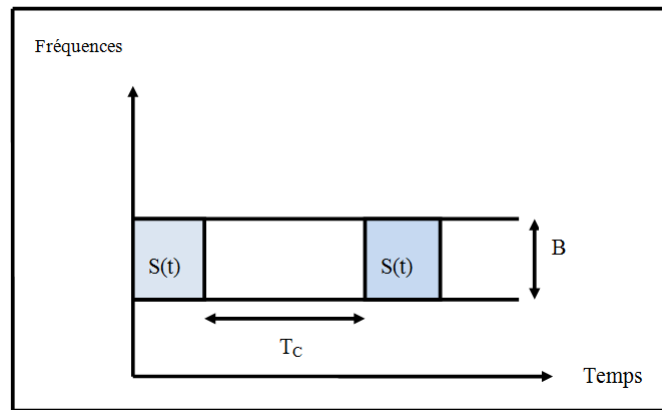 Fréquences
S(t)
S(t)
B
T_C
Temps